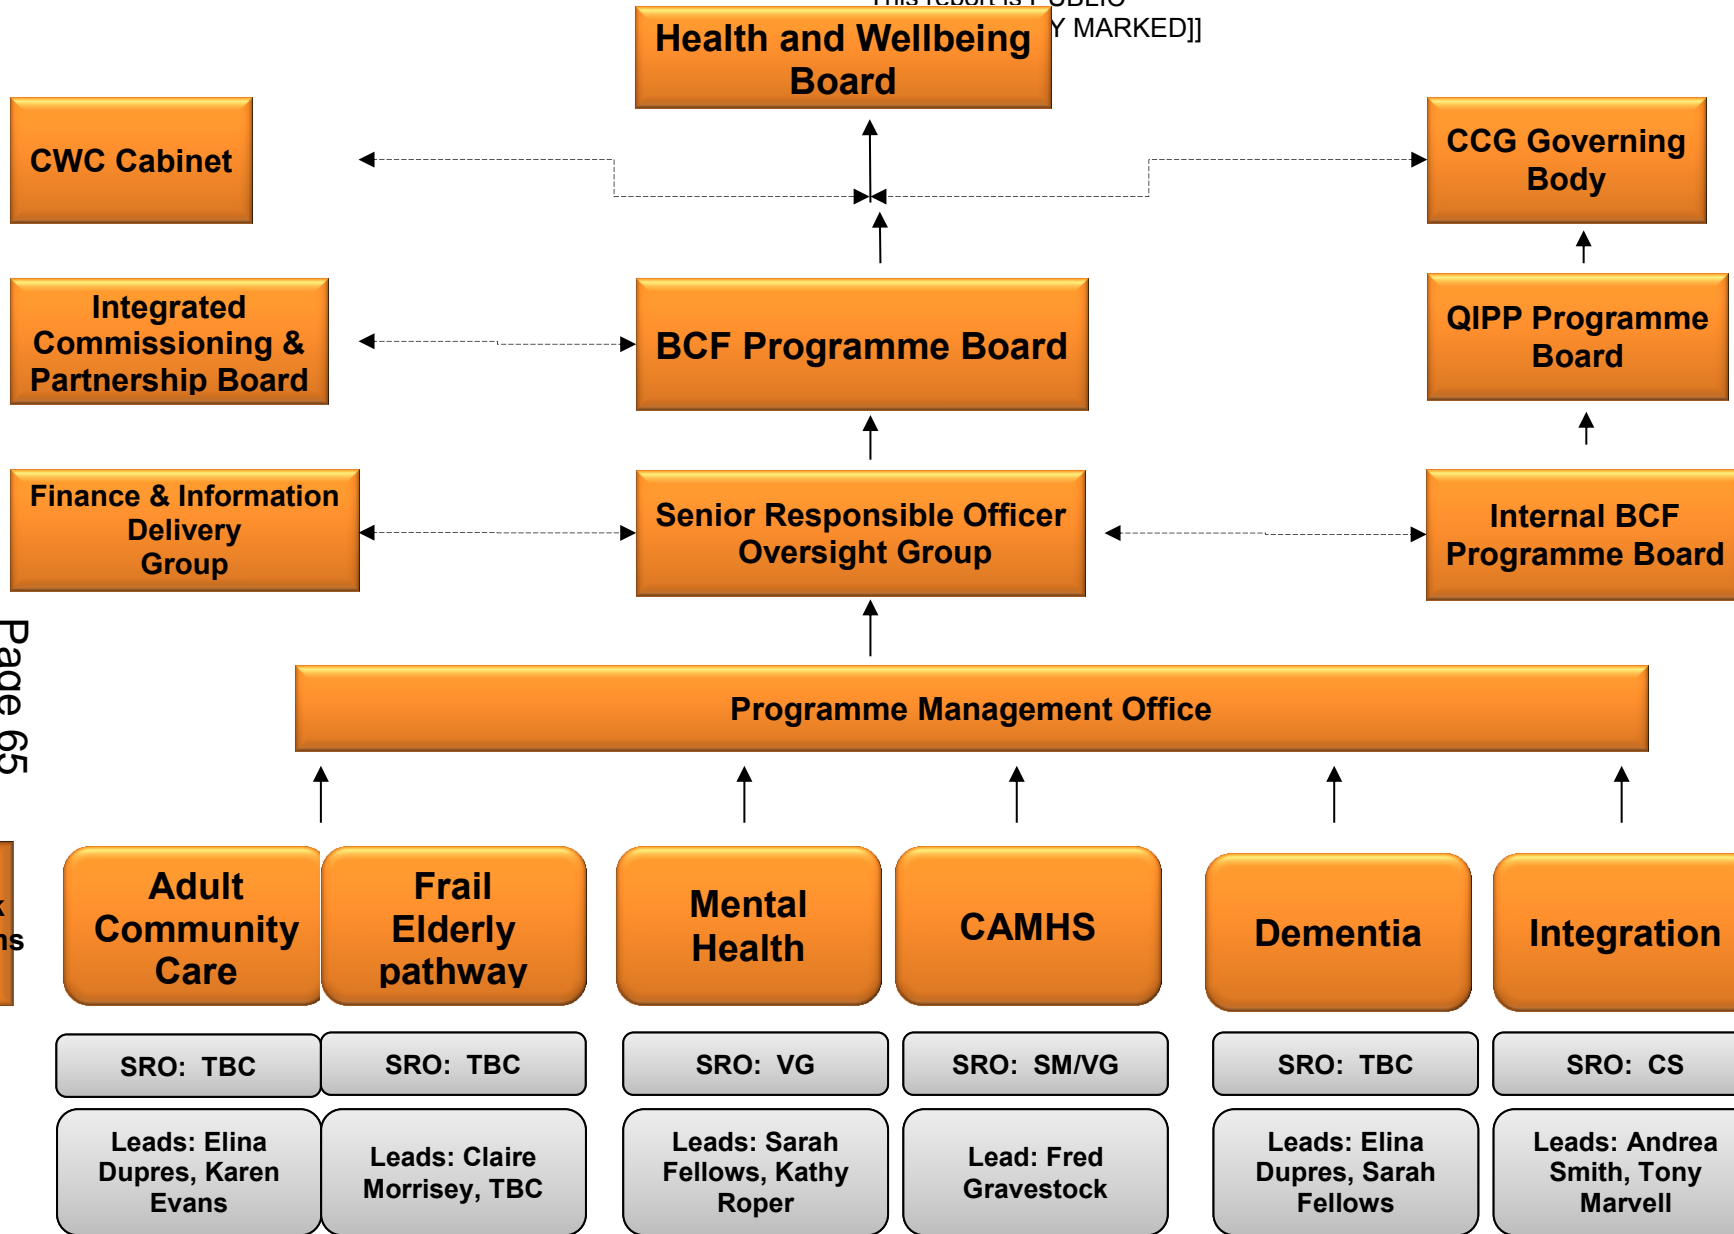 This report is PUBLIC
Y MARKED]]
Health and Wellbeing
Board
CWC Cabinet
CCG Governing
Body
Integrated
Commissioning &
Partnership Board
BCF Programme Board
QIPP Programme
Board
Finance & Information
Delivery
Group
Senior Responsible Officer
Oversight Group
Internal BCF
Programme Board
Page 65
Programme Management Office
Adult
Community
Care
Frail
Elderly
pathway
Mental
Health
CAMHS
Dementia
Integration
SRO: TBC
SRO: TBC
SRO: VG
SRO: SM/VG
SRO: TBC
SRO: CS
Leads: Elina
Dupres, Karen
Evans
Leads: Claire
Morrisey, TBC
Leads: Sarah
Fellows, Kathy
Roper
Lead: Fred
Gravestock
Leads: Elina
Dupres, Sarah
Fellows
Leads: Andrea
Smith, Tony
Marvell